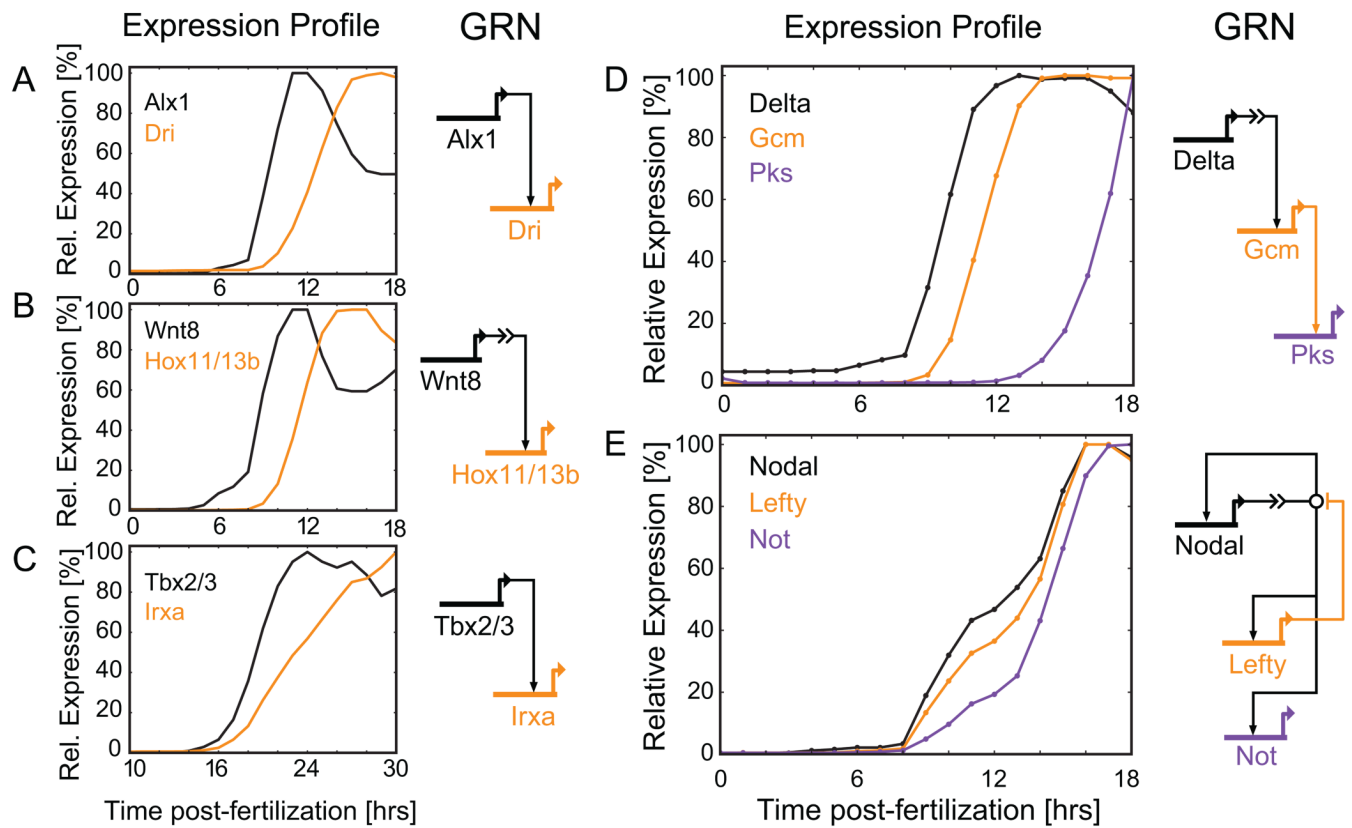 Expression Profile GRN
A
Rel. Expression [%]
100
80
60
40
20
0
Alx1
Dri
0 6 12 18
Alx1
Dri
B
Rel. Expression [%]
100
80
60
40
20
0
Wnt8
Hox11/13b
0 6 12 18
Wnt8
Hox11/13b
C
Rel. Expression [%]
100
80
60
40
20
0
Tbx2/3
Irxa
10 16 24 30
Time post-fertilization [hrs]
Tbx2/3
Irxa
Expression Profile GRN
D
Relative Expression [%]
100
80
60
40
20
0
Delta
Gcm
Pks
0 6 12 18
Delta
Gcm
Pks
E
Relative Expression [%]
100
80
60
40
20
0
Nodal
Lefty
Not
0 6 12 18
Time post-fertilization [hrs]
Nodal
Lefty
Not